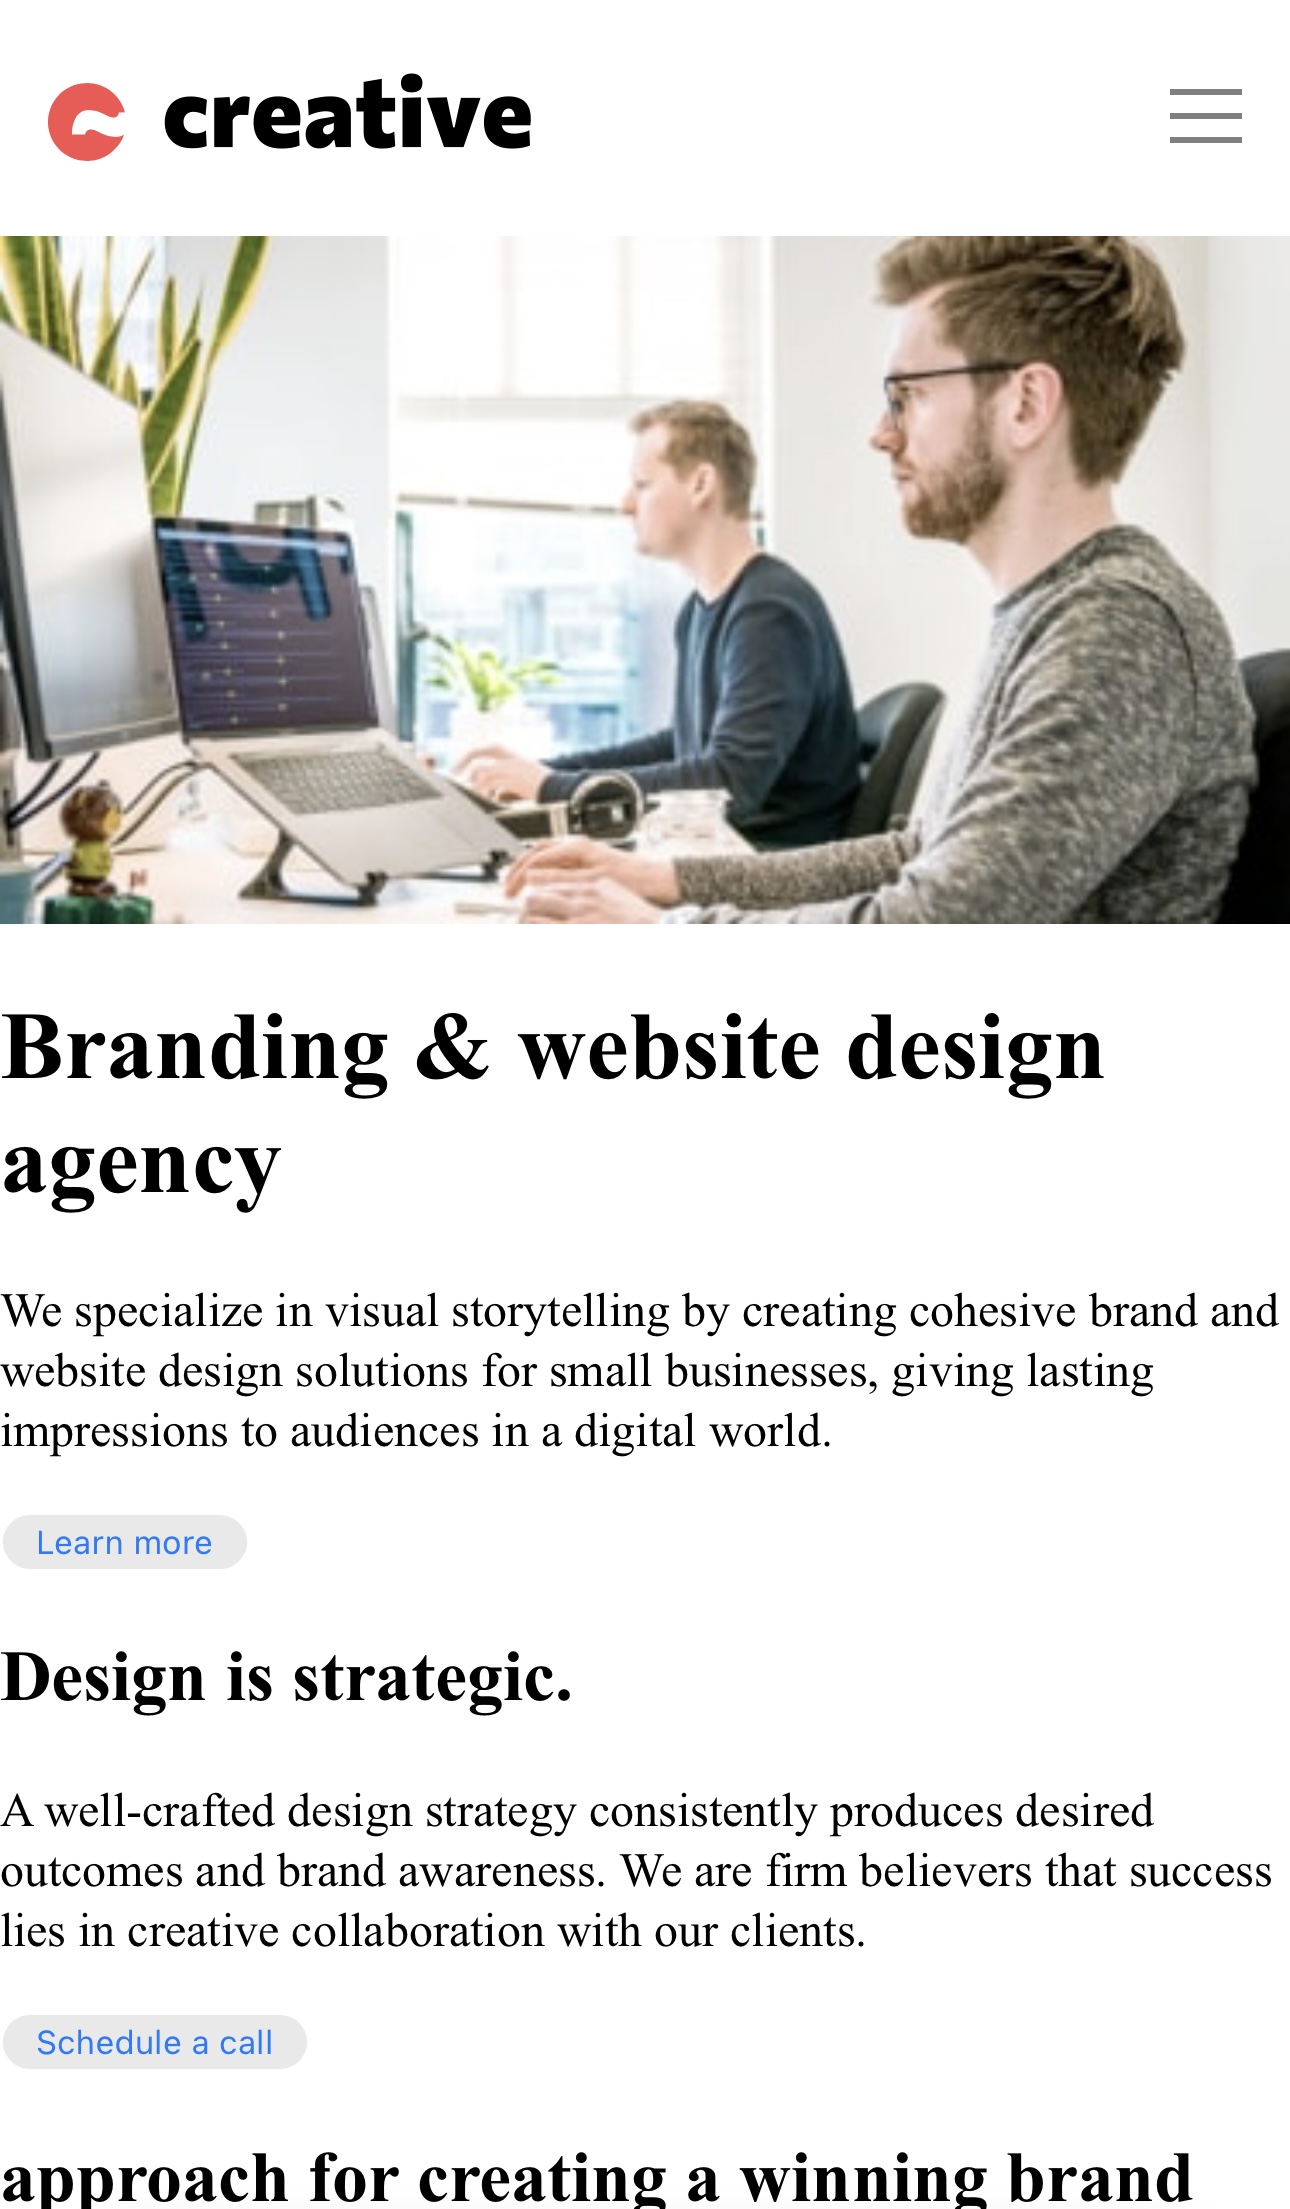 creative
Branding & website design
agency
We specialize in visual storytelling by creating cohesive brand and
website design solutions for small businesses, giving lasting
impressions to audiences in a digital world.
Learn more
Design is strategic.
A well-crafted design strategy consistently produces desired
outcomes and brand awareness. We are firm believers that success
lies in creative collaboration with our clients.
Schedule a call
approach for creating a winning brand